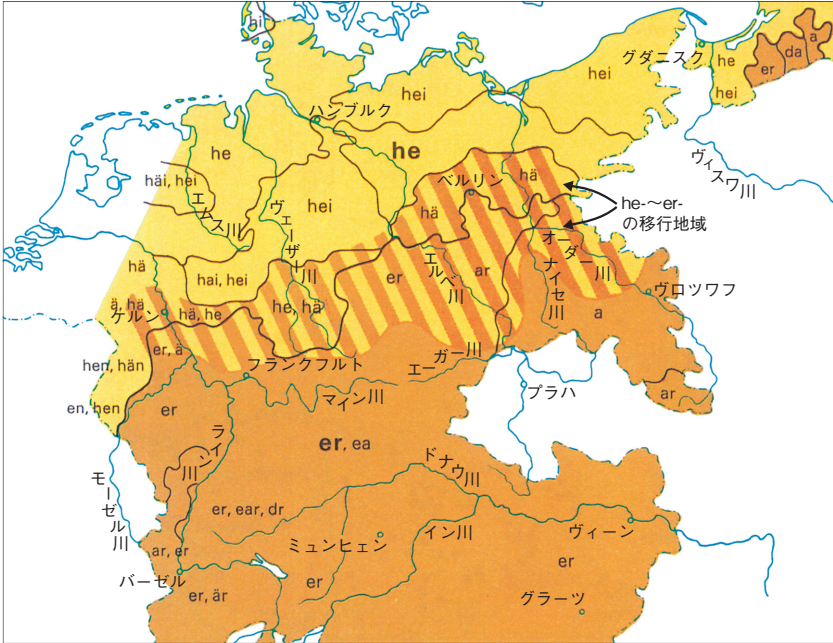 hi
グダニスク
he
hei
er
da
a
hei
hei
ハンブルク
he
he
häi, hei
エムス川
ヴェーザー川
hei
ベルリン
hä
hä
he-~er-
の移行地域
ヴィスワ川
hä
hai, hei
er
エルベ川
ar
オーダー川
ナイセ川
ヴロツワフ
ä, hä
ケルン
hä, he
he, hä
a
er, ä
hen, hän
フランクフルト
エーガー川
プラハ
ar
en, hen
er
マイン川
ライン川
er, ea
ドナウ川
モーゼル川
er, ear, dr
ミュンヒェン
イン川
ヴィーン
ar, er
バーゼル
er, är
er
er
グラーツ